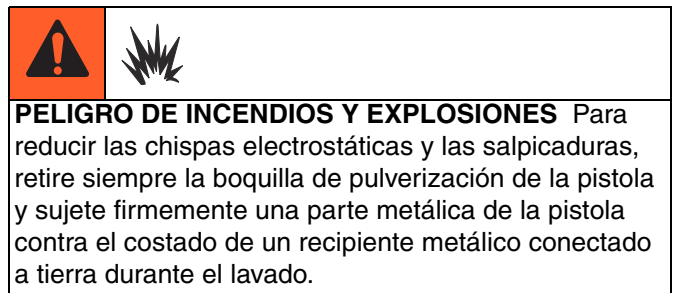 PELIGRO DE INCENDIOS Y EXPLOSIONES Para
reducir las chispas electrostáticas y las salpicaduras,
retire siempre la boquilla de pulverización de la pistola
y sujete firmemente una parte metálica de la pistola
contra el costado de un recipiente metálico conectado
a tierra durante el lavado.